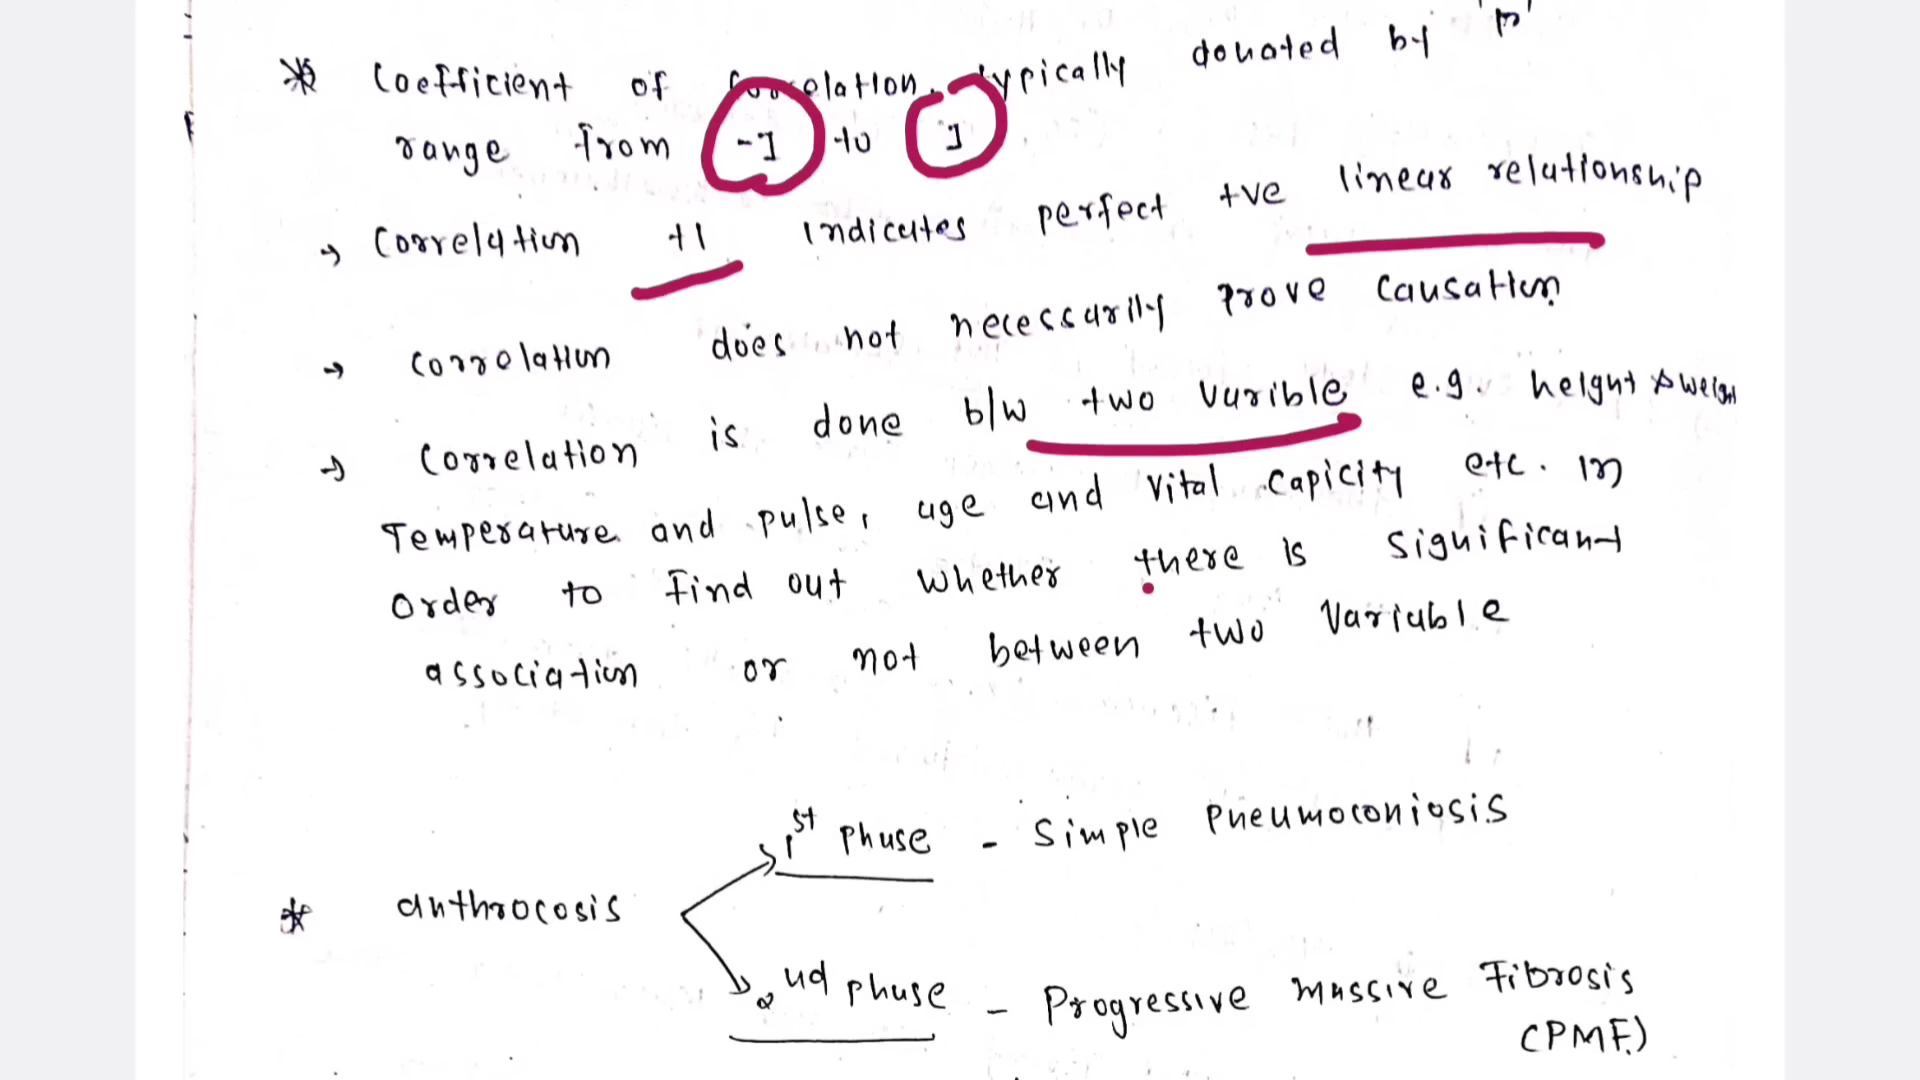 * Coefficient of Correlation, typically donoted by 'r'
range from -1 to 1
→ Correlation +1 indicates perfect +ve linear relationship
→ correlation does not necessarily prove causation
→ Correlation is done b/w two varible e.g. height & weight
Temperature and pulse, age and vital capicity etc. in
order to find out whether there is significant
association or not between two variable
1st phase - Simple Pneumoconiosis
* anthrocosis
2nd phase - Progressive massive Fibrosis
(PMF)